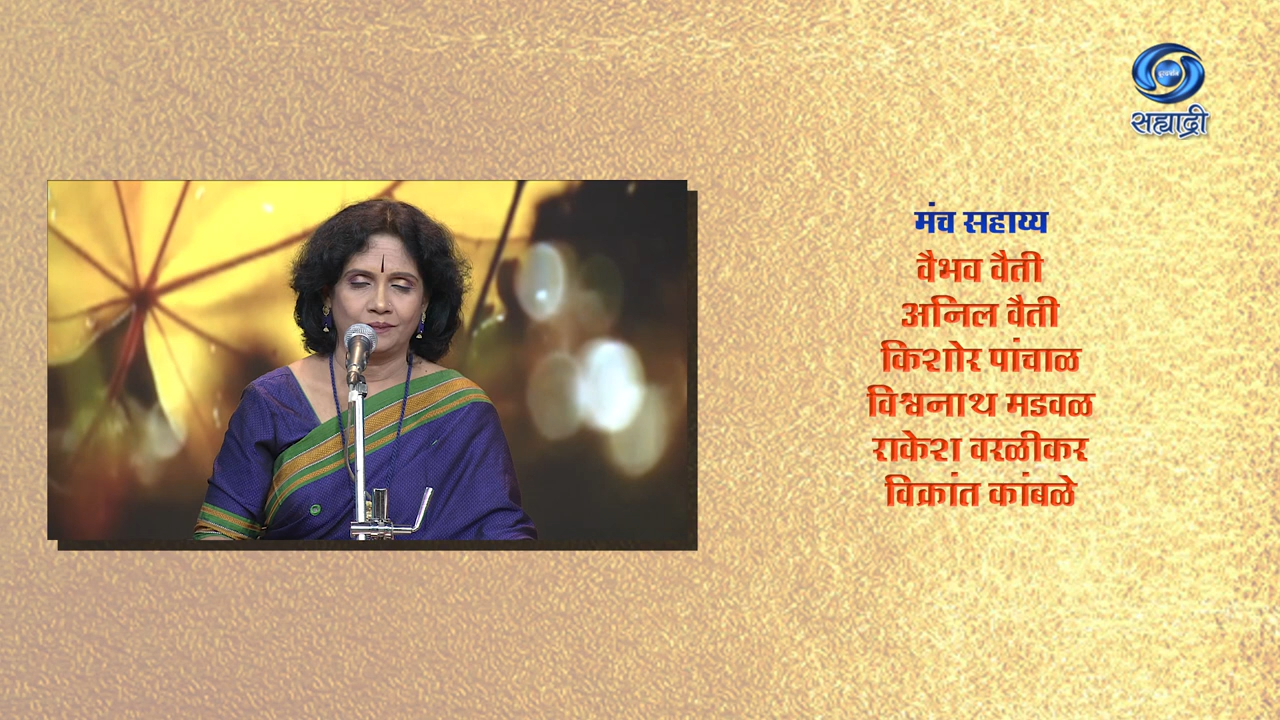 सह्याद्री
मंच सहाय्य
वैभव वैती
अनिल वैती
किशोर पांचाळ
विश्वनाथ मडवळ
राकेश वरळीकर
विक्रांत कांबळे